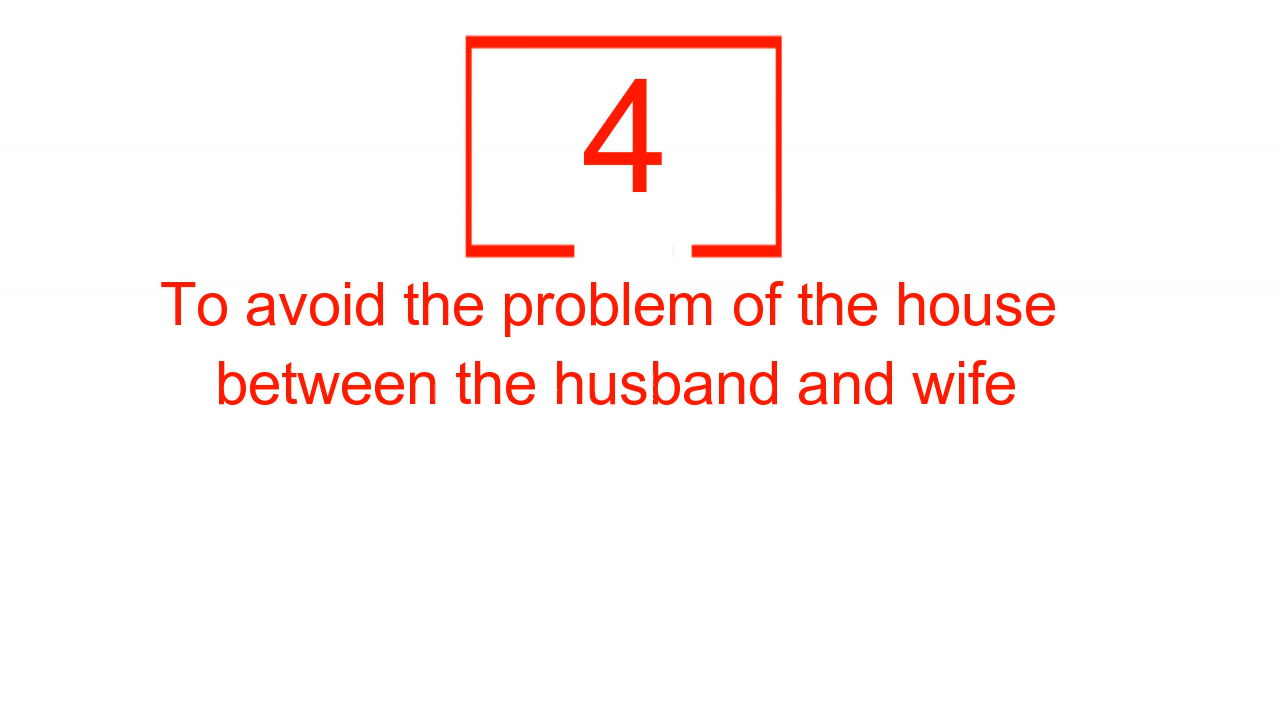 4
To avoid the problem of the house
between the husband and wife